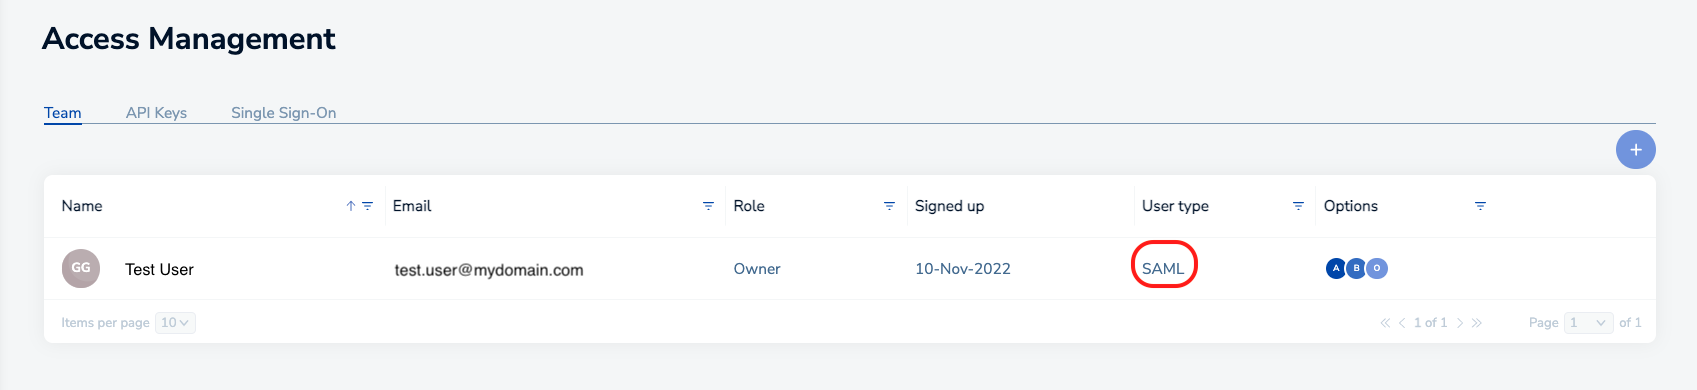 Access Management
Team API Keys Single Sign-On
+
Name Email Role Signed up User type Options
GG Test User test.user@mydomain.com Owner 10-Nov-2022 SAML A B O
Items per page 10 1 of 1 Page 1 of 1